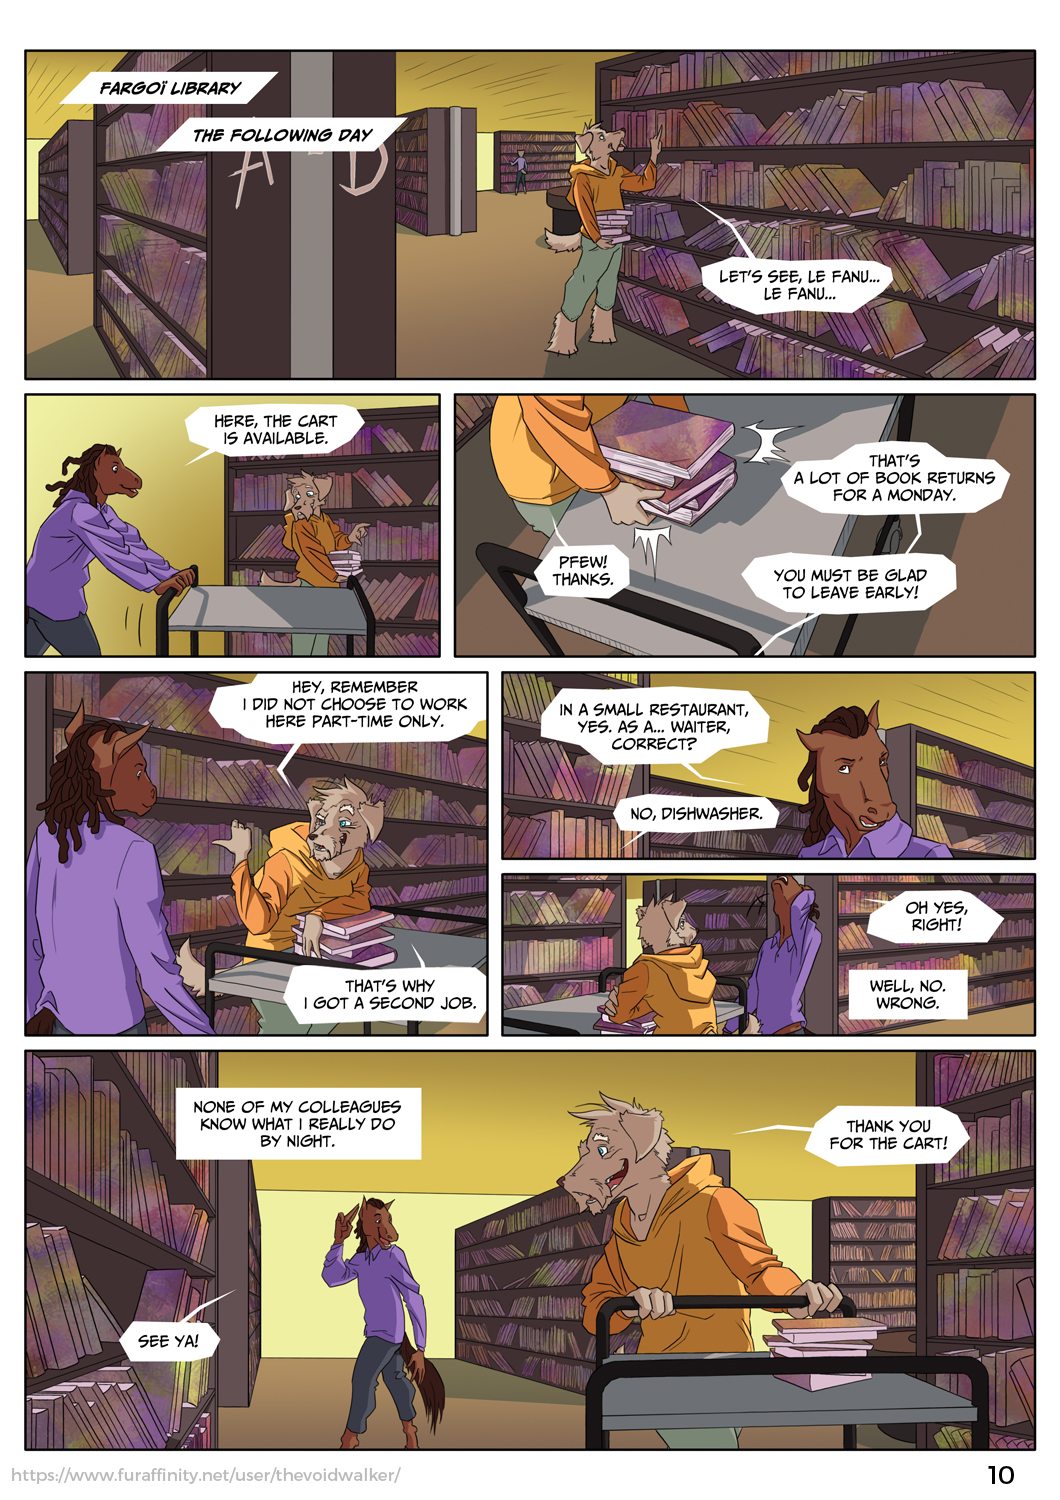 FARGOÏ LIBRARY
THE FOLLOWING DAY
A - D
LET'S SEE, LE FANU...
LE FANU...
HERE, THE CART
IS AVAILABLE.
THAT'S
A LOT OF BOOK RETURNS
FOR A MONDAY.
PFEW!
THANKS.
YOU MUST BE GLAD
TO LEAVE EARLY!
HEY, REMEMBER
I DID NOT CHOOSE TO WORK
HERE PART-TIME ONLY.
THAT'S WHY
I GOT A SECOND JOB.
IN A SMALL RESTAURANT,
YES. AS A... WAITER,
CORRECT?
NO, DISHWASHER.
OH YES,
RIGHT!
WELL, NO.
WRONG.
NONE OF MY COLLEAGUES
KNOW WHAT I REALLY DO
BY NIGHT.
THANK YOU
FOR THE CART!
SEE YA!
https://www.furaffinity.net/user/thevoidwalker/
10